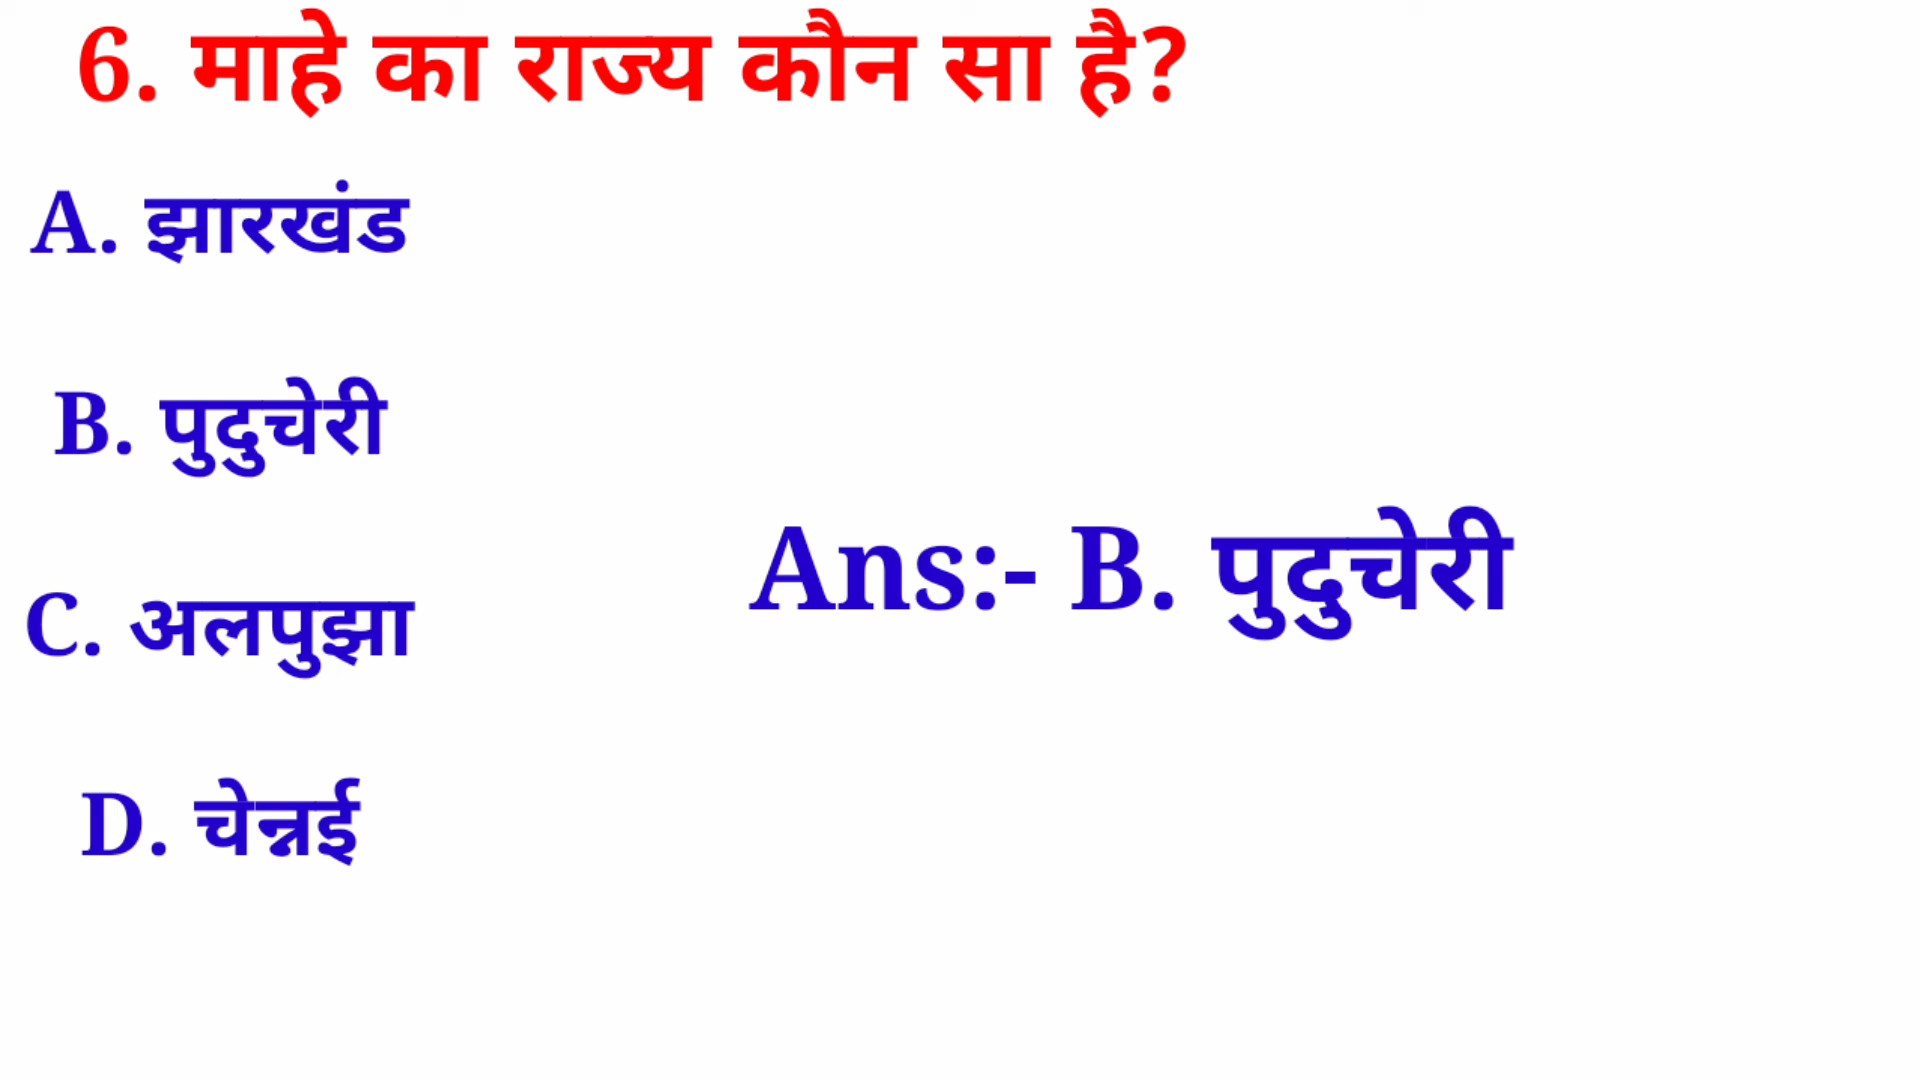 6. माहे का राज्य कौन सा है?
A. झारखंड
B. पुदुचेरी
C. अलपुझा
D. चेन्नई
Ans:- B. पुदुचेरी